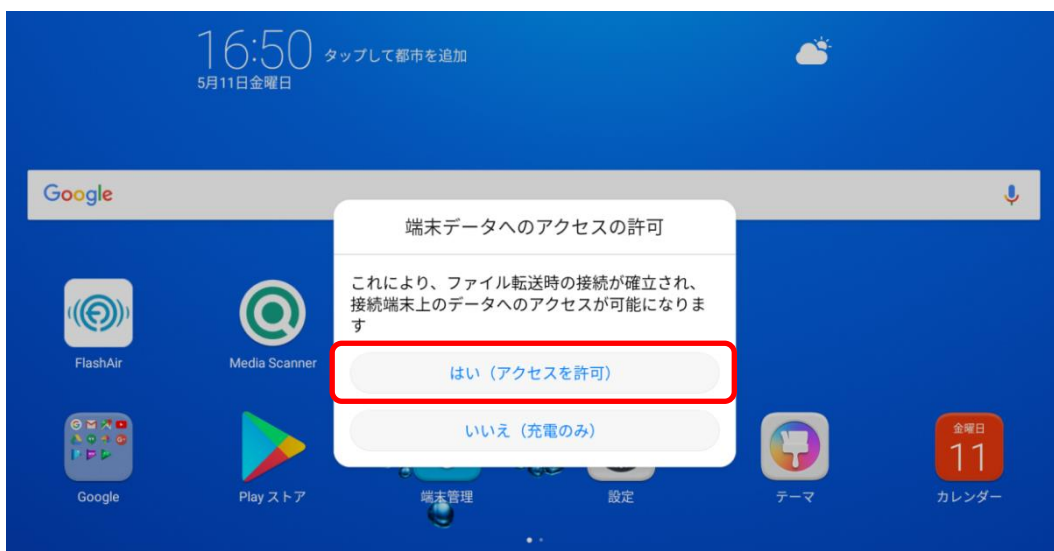 16:50 タップして都市を追加
5月11日金曜日
Google
端末データへのアクセスの許可
これにより、ファイル転送時の接続が確立され、
接続端末上のデータへのアクセスが可能になりま
す
はい（アクセスを許可）
いいえ（充電のみ）
FlashAir
Media Scanner
金曜日
11
Google
Play ストア
端末管理
設定
テーマ
カレンダー